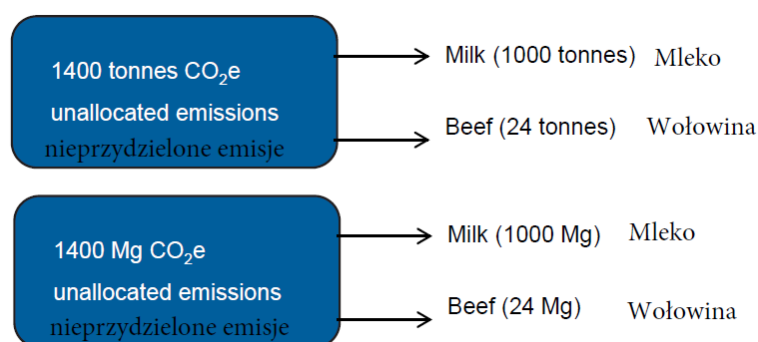 1400 tonnes CO₂e
unallocated emissions
nieprzydzielone emisje
Milk (1000 tonnes) Mleko
Beef (24 tonnes) Wołowina
1400 Mg CO₂e
unallocated emissions
nieprzydzielone emisje
Milk (1000 Mg) Mleko
Beef (24 Mg) Wołowina